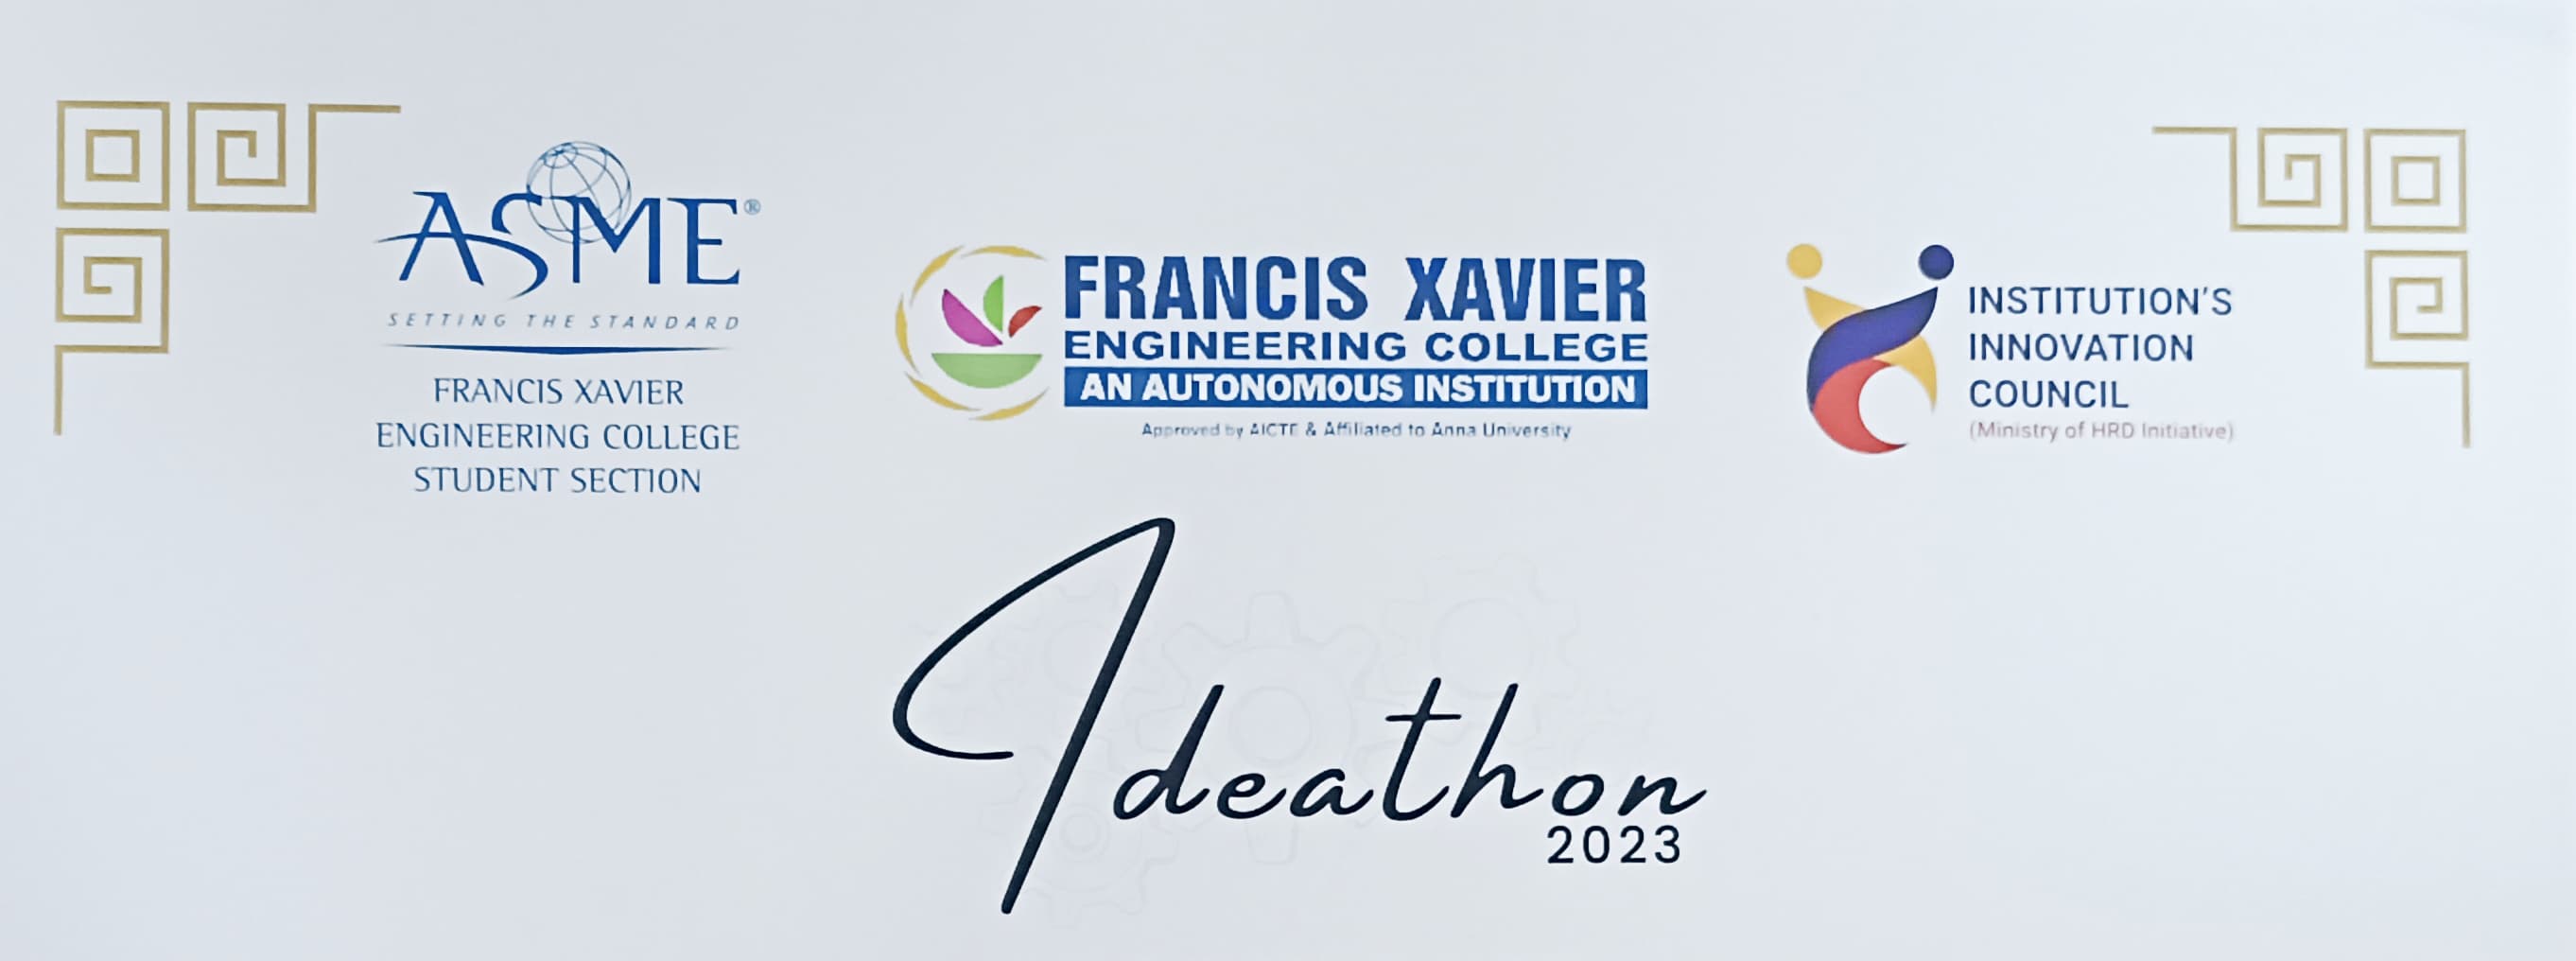 ASME®
SETTING THE STANDARD
FRANCIS XAVIER
ENGINEERING COLLEGE
STUDENT SECTION
FRANCIS XAVIER
ENGINEERING COLLEGE
AN AUTONOMOUS INSTITUTION
Approved by AICTE & Affiliated to Anna University
INSTITUTION'S
INNOVATION
COUNCIL
(Ministry of HRD Initiative)
Ideathon
2023